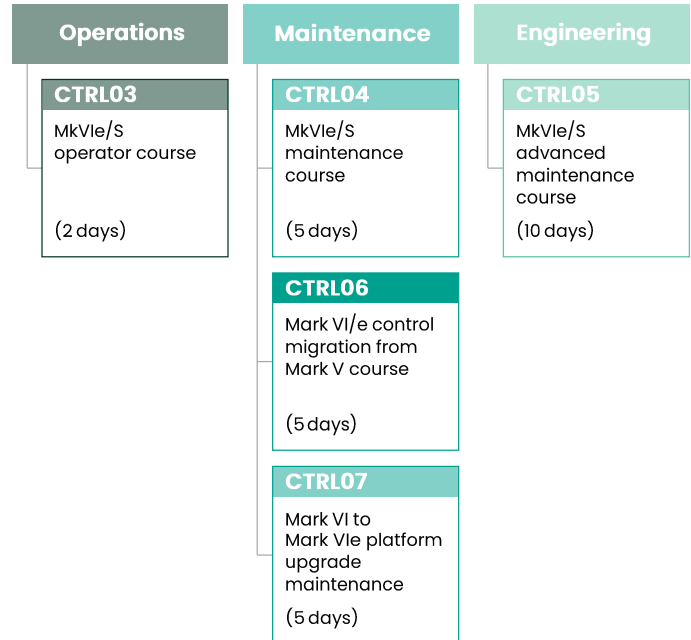 Operations
CTRL03
MkVIe/S
operator course
(2 days)
Maintenance
CTRL04
MkVIe/S
maintenance
course
(5 days)
CTRL06
Mark VI/e control
migration from
Mark V course
(5 days)
CTRL07
Mark VI to
Mark VIe platform
upgrade
maintenance
(5 days)
Engineering
CTRL05
MkVIe/S
advanced
maintenance
course
(10 days)